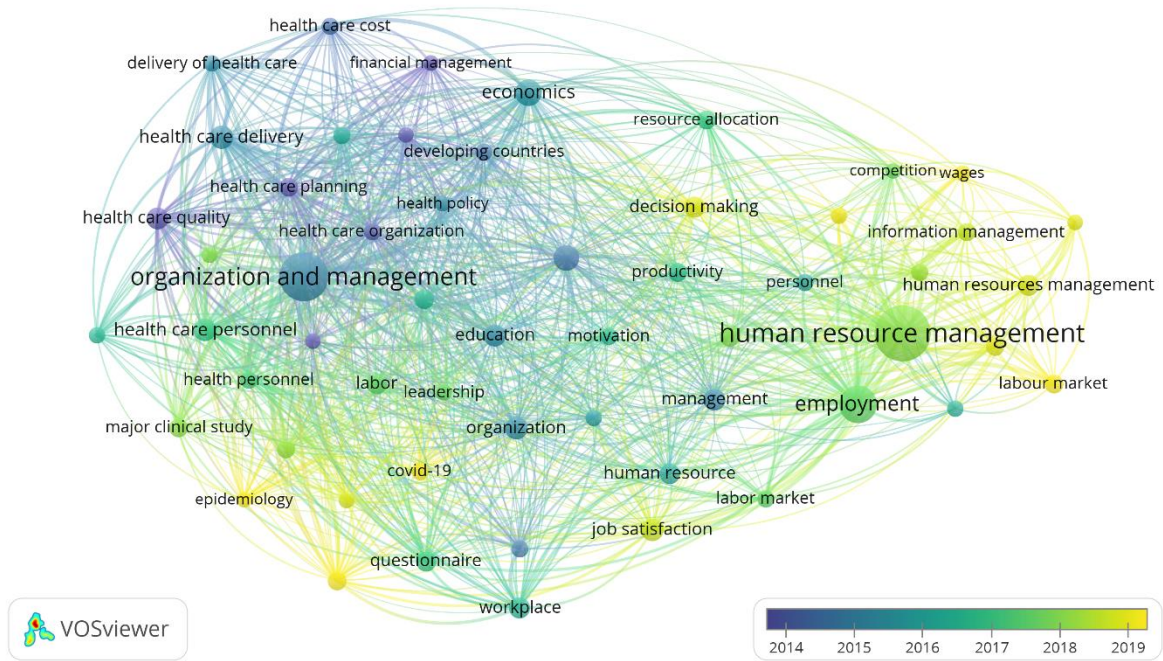 health care cost
delivery of health care
financial management
economics
resource allocation
health care delivery
developing countries
competition
wages
health care planning
health policy
decision making
health care quality
health care organization
information management
organization and management
productivity
personnel
human resources management
health care personnel
education
motivation
human resource management
health personnel
labor
leadership
management
employment
labour market
major clinical study
organization
covid-19
human resource
epidemiology
labor market
job satisfaction
questionnaire
workplace
VOSviewer
2014 2015 2016 2017 2018 2019